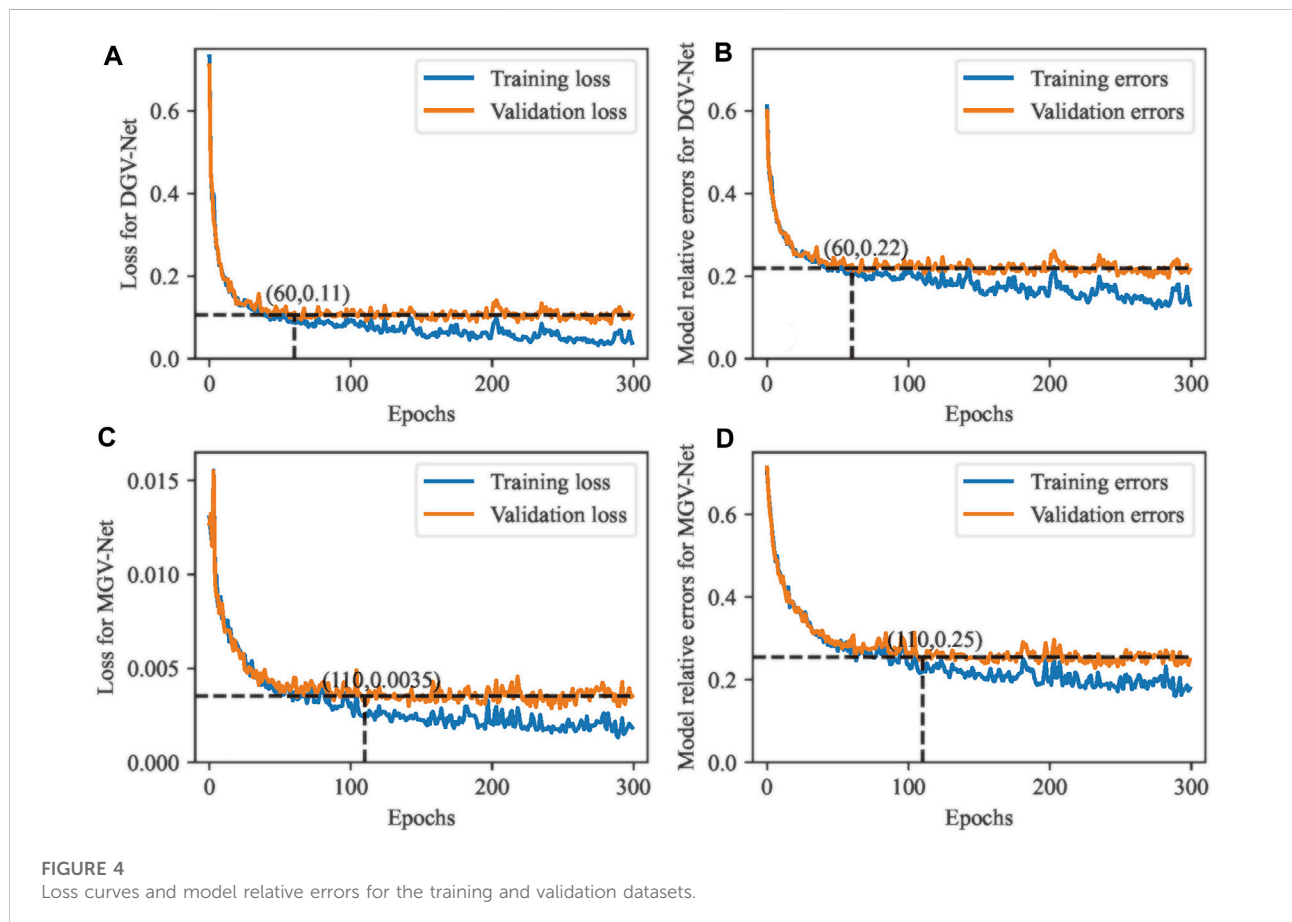 A
Loss for DGV-Net
0.6
0.4
0.2
0.0
Training loss
Validation loss
(60,0.11)
0
100
200
300
Epochs
B
Model relative errors for DGV-Net
0.6
0.4
0.2
0.0
Training errors
Validation errors
(60,0.22)
0
100
200
300
Epochs
C
Loss for MGV-Net
0.015
0.010
0.005
0.000
Training loss
Validation loss
(110,0.0035)
0
100
200
300
Epochs
D
Model relative errors for MGV-Net
0.6
0.4
0.2
0.0
Training errors
Validation errors
(110,0.25)
0
100
200
300
Epochs
FIGURE 4
Loss curves and model relative errors for the training and validation datasets.